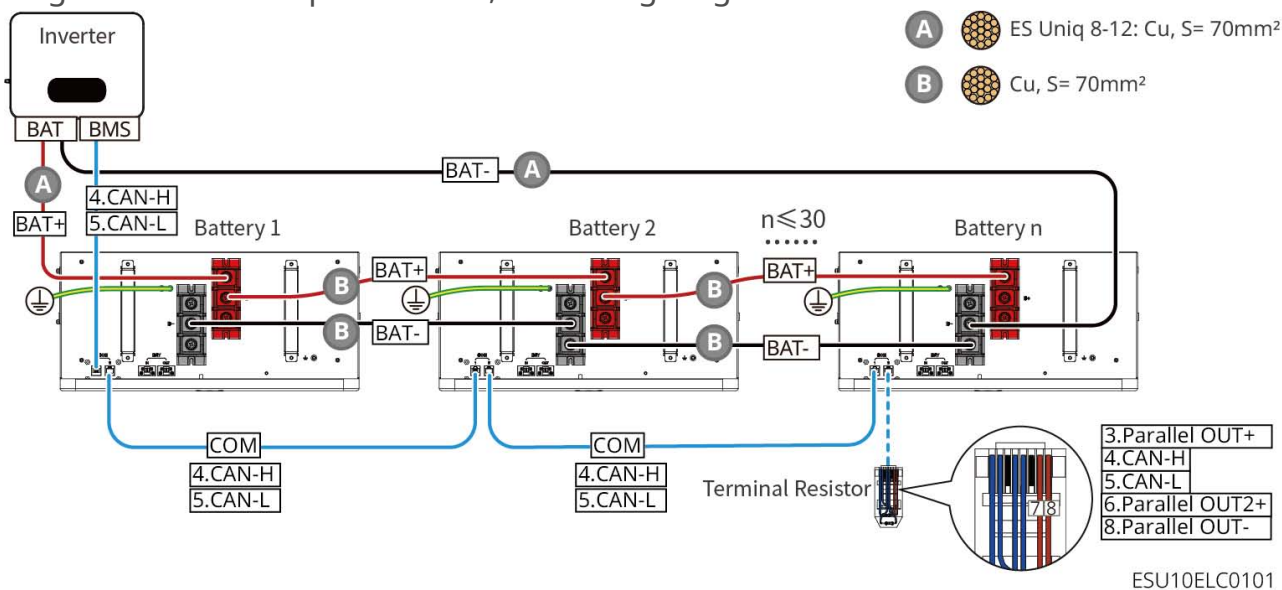 Inverter
BAT
BMS
A
ES Uniq 8-12: Cu, S= 70mm²
B
Cu, S= 70mm²
A
BAT+
4.CAN-H
5.CAN-L
BAT-
A
Battery 1
Battery 2
n≤30
......
Battery n
B
BAT+
B
BAT+
B
BAT-
B
BAT-
COM
4.CAN-H
5.CAN-L
COM
4.CAN-H
5.CAN-L
Terminal Resistor
7 8
3.Parallel OUT+
4.CAN-H
5.CAN-L
6.Parallel OUT2+
8.Parallel OUT-
ESU10ELC0101